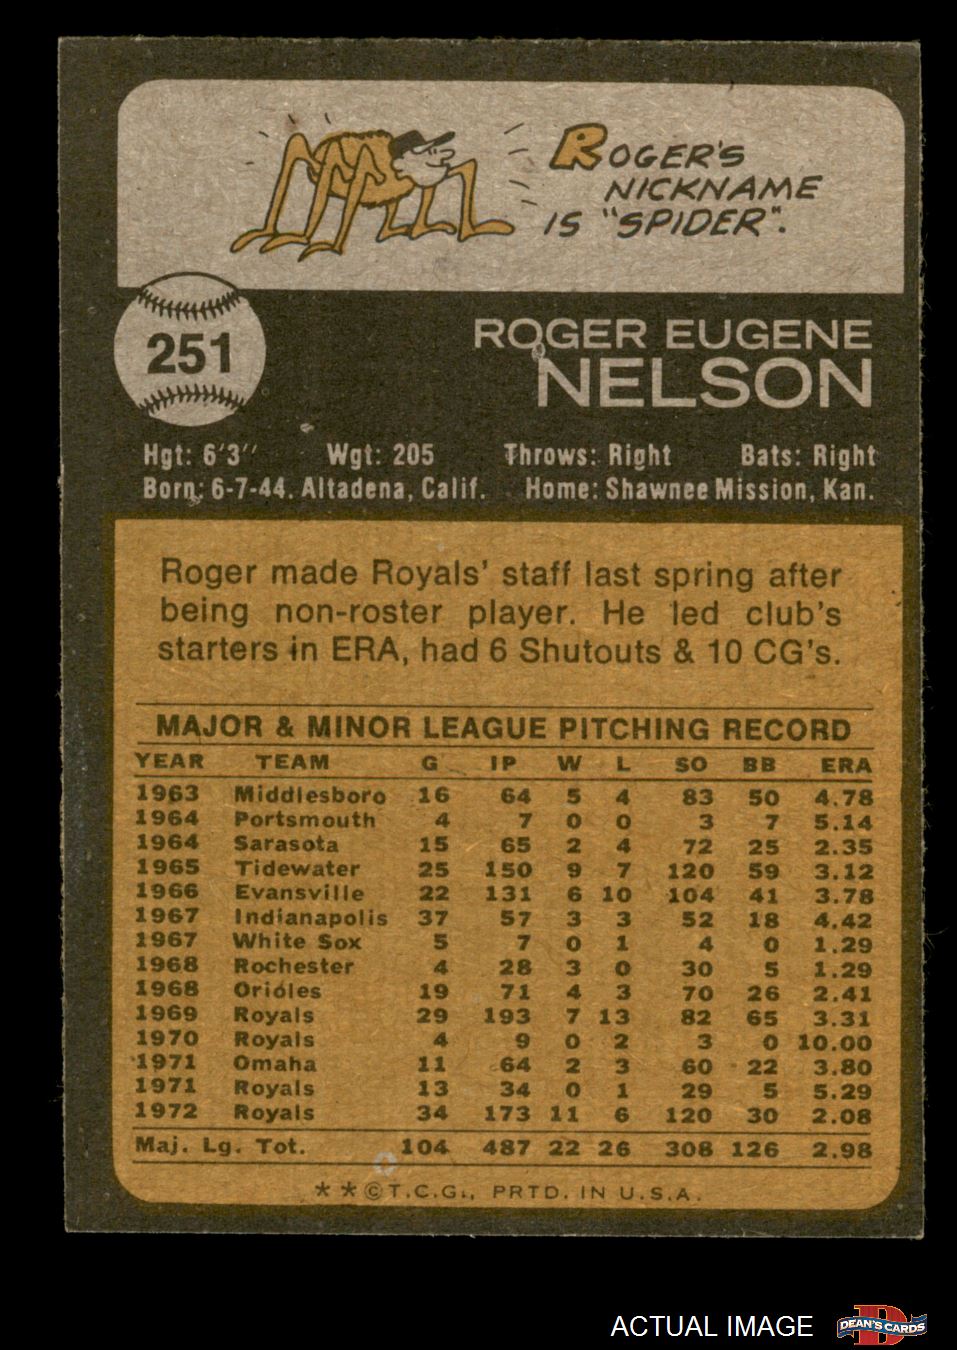 ROGER'S
NICKNAME
IS "SPIDER".
251
ROGER EUGENE
NELSON
Hgt: 6'3'' Wgt: 205 Throws: Right Bats: Right
Born: 6-7-44. Altadena, Calif. Home: Shawnee Mission, Kan.
Roger made Royals' staff last spring after
being non-roster player. He led club's
starters in ERA, had 6 Shutouts & 10 CG's.
MAJOR & MINOR LEAGUE PITCHING RECORD
YEAR TEAM G IP W L SO BB ERA
1963 Middlesboro 16 64 5 4 83 50 4.78
1964 Portsmouth 4 7 0 0 3 7 5.14
1964 Sarasota 15 65 2 4 72 25 2.35
1965 Tidewater 25 150 9 7 120 59 3.12
1966 Evansville 22 131 6 10 104 41 3.78
1967 Indianapolis 37 57 3 3 52 18 4.42
1967 White Sox 5 7 0 1 4 0 1.29
1968 Rochester 4 28 3 0 30 5 1.29
1968 Orioles 19 71 4 3 70 26 2.41
1969 Royals 29 193 7 13 82 65 3.31
1970 Royals 4 9 0 2 3 0 10.00
1971 Omaha 11 64 2 3 60 22 3.80
1971 Royals 13 34 0 1 29 5 5.29
1972 Royals 34 173 11 6 120 30 2.08
Maj. Lg. Tot. 104 487 22 26 308 126 2.98
**©T.C.G., PRTD. IN U.S.A.
ACTUAL IMAGE
D
DEAN'S CARDS